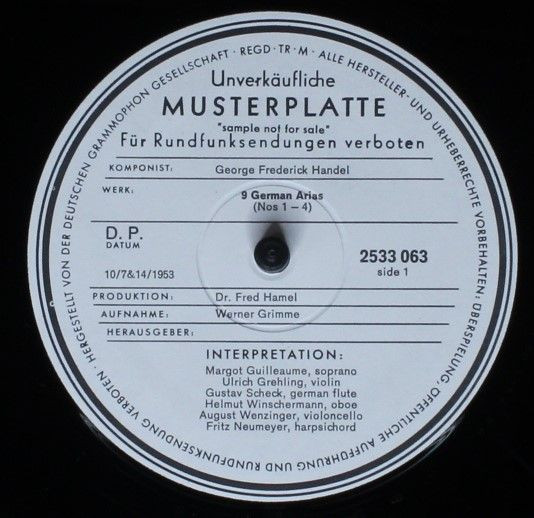 HERGESTELLT VON DER DEUTSCHEN GRAMMOPHON GESELLSCHAFT · REGD · TR · M · ALLE HERSTELLER- UND URHEBERRECHTE VORBEHALTEN; ÜBERSPIELUNG, ÖFFENTLICHE AUFFÜHRUNG UND RUNDFUNKSENDUNG VERBOTEN ·
Unverkäufliche
MUSTERPLATTE
"sample not for sale"
Für Rundfunksendungen verboten
KOMPONIST: George Frederick Handel
WERK: 9 German Arias
(Nos 1 – 4)
D. P.
DATUM
2533 063
side 1
10/7&14/1953
PRODUKTION: Dr. Fred Hamel
AUFNAHME: Werner Grimme
HERAUSGEBER:
INTERPRETATION:
Margot Guilleaume, soprano
Ulrich Grehling, violin
Gustav Scheck, german flute
Helmut Winschermann, oboe
August Wenzinger, violoncello
Fritz Neumeyer, harpsichord